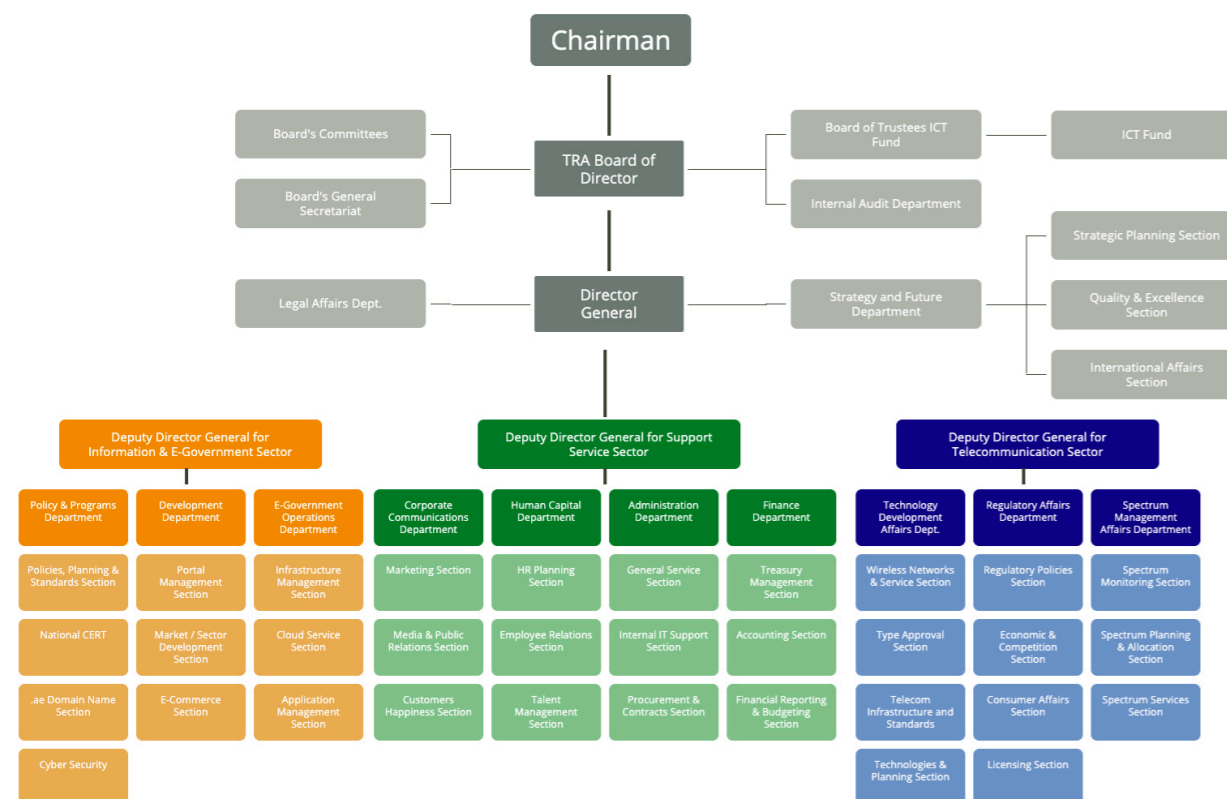 Chairman
Board's Committees
Board's General
Secretariat
TRA Board of
Director
Board of Trustees ICT
Fund
ICT Fund
Internal Audit Department
Legal Affairs Dept.
Director
General
Strategy and Future
Department
Strategic Planning Section
Quality & Excellence
Section
International Affairs
Section
Deputy Director General for
Information & E-Government Sector
Deputy Director General for Support
Service Sector
Deputy Director General for
Telecommunication Sector
Policy & Programs
Department
Development
Department
E-Government
Operations
Department
Corporate
Communications
Department
Human Capital
Department
Administration
Department
Finance
Department
Technology
Development
Affairs Dept.
Regulatory Affairs
Department
Spectrum
Management
Affairs Department
Policies, Planning &
Standards Section
Portal
Management
Section
Infrastructure
Management
Section
Marketing Section
HR Planning
Section
General Service
Section
Treasury
Management
Section
Wireless Networks
& Service Section
Regulatory Policies
Section
Spectrum
Monitoring Section
National CERT
Market / Sector
Development
Section
Cloud Service
Section
Media & Public
Relations Section
Employee Relations
Section
Internal IT Support
Section
Accounting Section
Type Approval
Section
Economic &
Competition
Section
Spectrum Planning
& Allocation
Section
.ae Domain Name
Section
E-Commerce
Section
Application
Management
Section
Customers
Happiness Section
Talent
Management
Section
Procurement &
Contracts Section
Financial Reporting
& Budgeting
Section
Telecom
Infrastructure and
Standards
Consumer Affairs
Section
Spectrum Services
Section
Cyber Security
Technologies &
Planning Section
Licensing Section